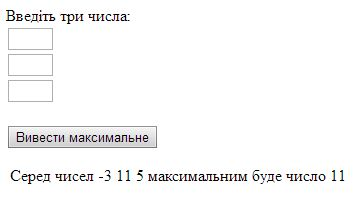 Введіть три числа:
Вивести максимальне
Серед чисел -3 11 5 максимальним буде число 11